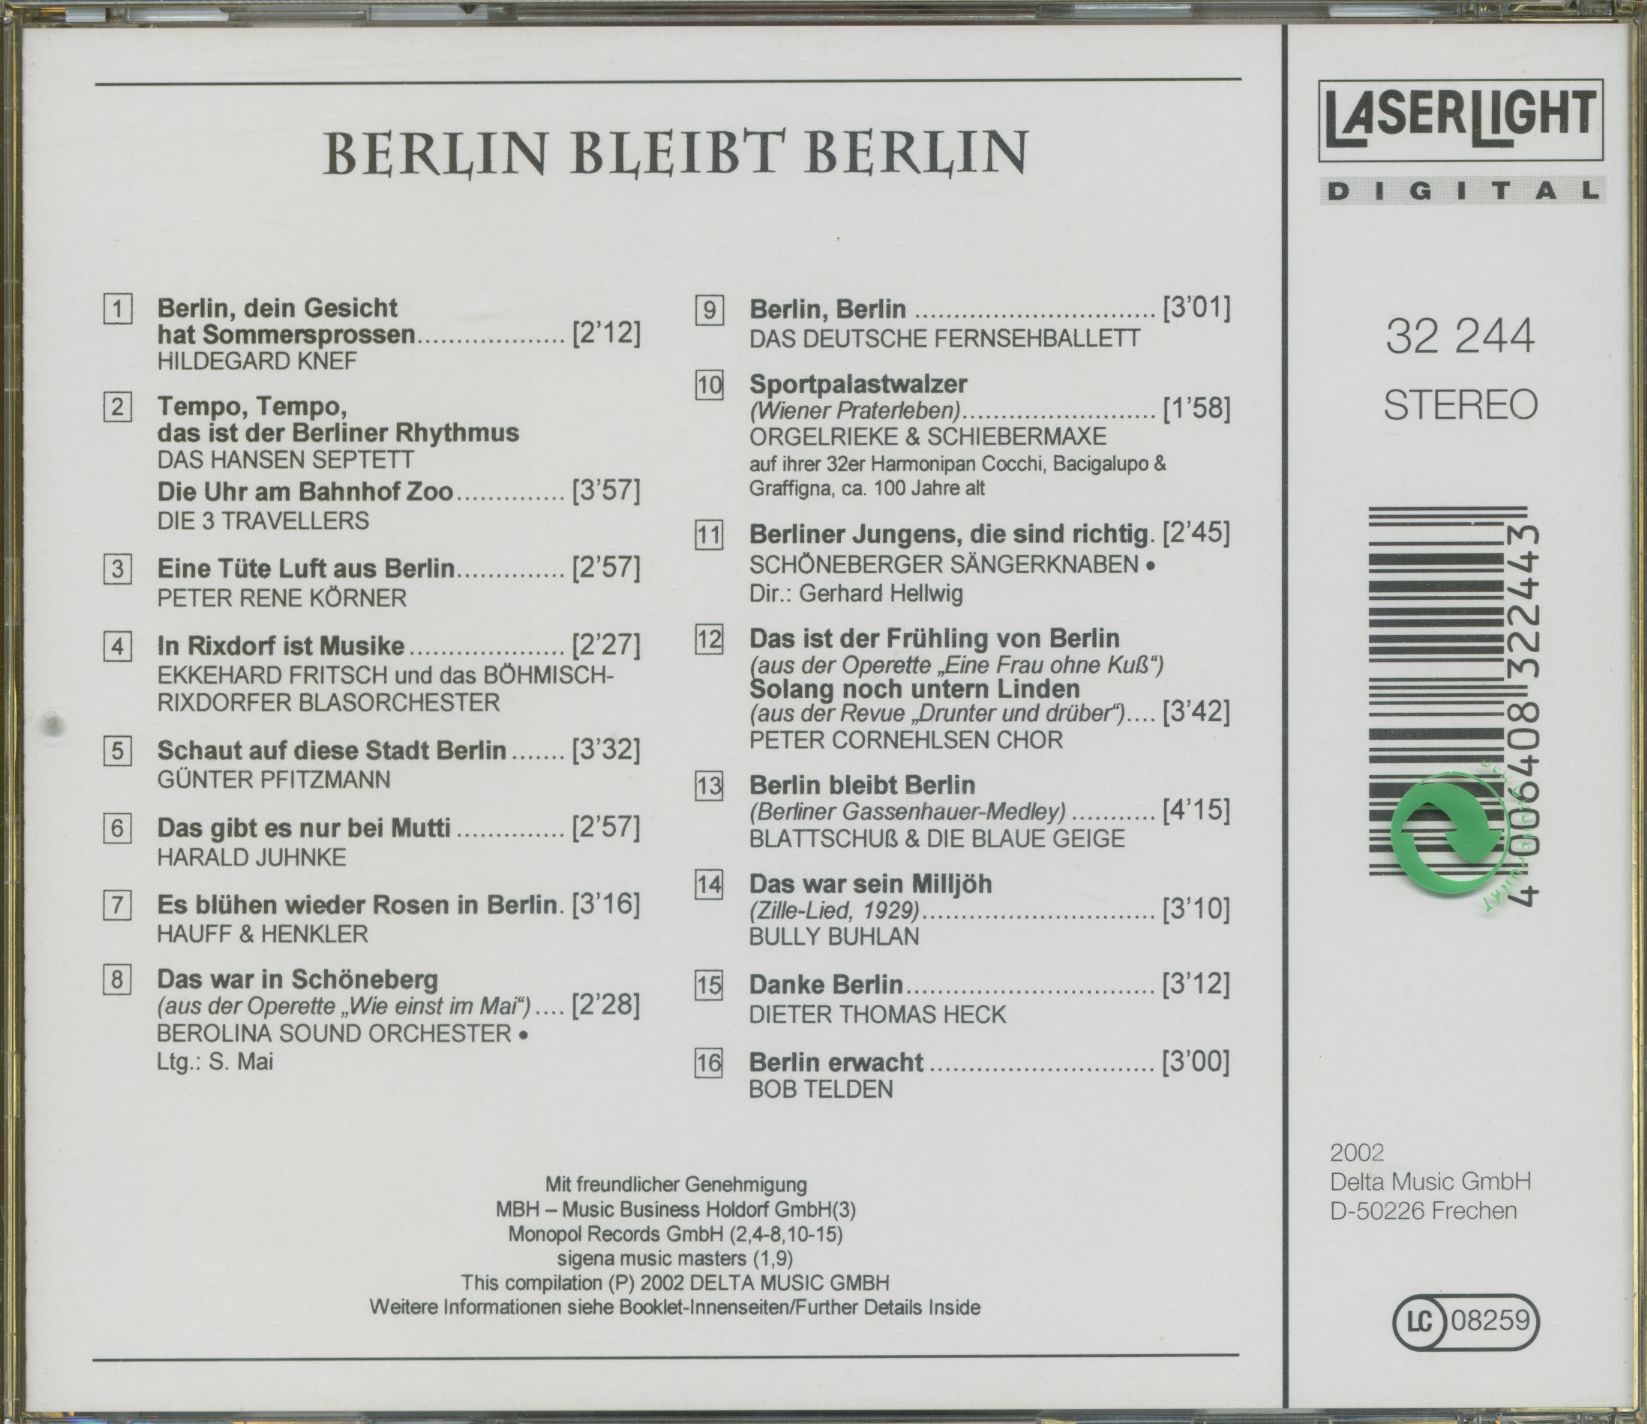 BERLIN BLEIBT BERLIN
1 Berlin, dein Gesicht
hat Sommersprossen................... [2'12]
HILDEGARD KNEF
2 Tempo, Tempo,
das ist der Berliner Rhythmus
DAS HANSEN SEPTETT
Die Uhr am Bahnhof Zoo.............. [3'57]
DIE 3 TRAVELLERS
3 Eine Tüte Luft aus Berlin.............. [2'57]
PETER RENE KÖRNER
4 In Rixdorf ist Musike.................... [2'27]
EKKEHARD FRITSCH und das BÖHMISCH-
RIXDORFER BLASORCHESTER
5 Schaut auf diese Stadt Berlin....... [3'32]
GÜNTER PFITZMANN
6 Das gibt es nur bei Mutti.............. [2'57]
HARALD JUHNKE
7 Es blühen wieder Rosen in Berlin. [3'16]
HAUFF & HENKLER
8 Das war in Schöneberg
(aus der Operette „Wie einst im Mai“).... [2'28]
BEROLINA SOUND ORCHESTER •
Ltg.: S. Mai
9 Berlin, Berlin ............................... [3'01]
DAS DEUTSCHE FERNSEHBALLETT
10 Sportpalastwalzer
(Wiener Praterleben)......................... [1'58]
ORGELRIEKE & SCHIEBERMAXE
auf ihrer 32er Harmonipan Cocchi, Bacigalupo &
Graffigna, ca. 100 Jahre alt
11 Berliner Jungens, die sind richtig. [2'45]
SCHÖNEBERGER SÄNGERKNABEN •
Dir.: Gerhard Hellwig
12 Das ist der Frühling von Berlin
(aus der Operette „Eine Frau ohne Kuß“)
Solang noch untern Linden
(aus der Revue „Drunter und drüber“).... [3'42]
PETER CORNEHLSEN CHOR
13 Berlin bleibt Berlin
(Berliner Gassenhauer-Medley) ........... [4'15]
BLATTSCHUß & DIE BLAUE GEIGE
14 Das war sein Milljöh
(Zille-Lied, 1929).............................. [3'10]
BULLY BUHLAN
15 Danke Berlin................................ [3'12]
DIETER THOMAS HECK
16 Berlin erwacht............................. [3'00]
BOB TELDEN
Mit freundlicher Genehmigung
MBH – Music Business Holdorf GmbH(3)
Monopol Records GmbH (2,4-8,10-15)
sigena music masters (1,9)
This compilation (P) 2002 DELTA MUSIC GMBH
Weitere Informationen siehe Booklet-Innenseiten/Further Details Inside
LASERLIGHT
DIGITAL
32 244
STEREO
4 006408 322443
2002
Delta Music GmbH
D-50226 Frechen
LC 08259